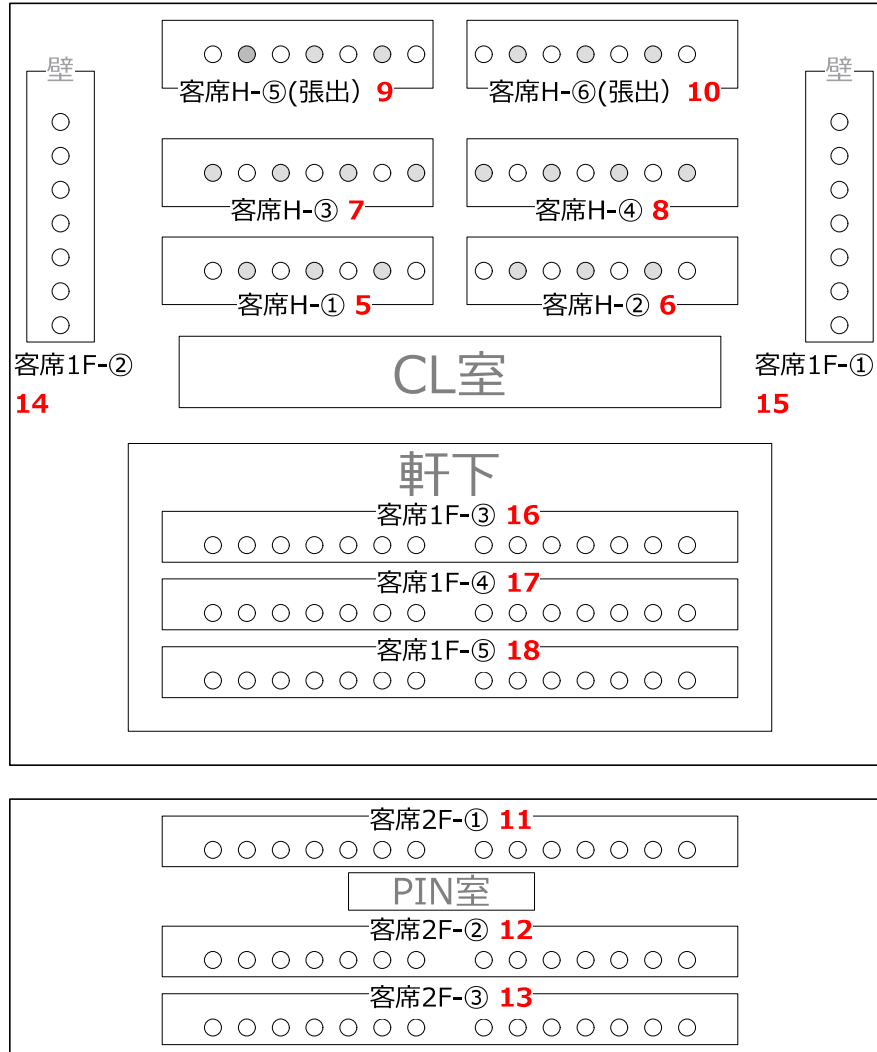 客席H-⑤(張出） 9
客席H-⑥(張出） 10
壁
壁
客席H-③ 7
客席H-④ 8
客席H-① 5
客席H-② 6
客席1F-②
14
CL室
客席1F-①
15
軒下
客席1F-③ 16
客席1F-④ 17
客席1F-⑤ 18
客席2F-① 11
PIN室
客席2F-② 12
客席2F-③ 13